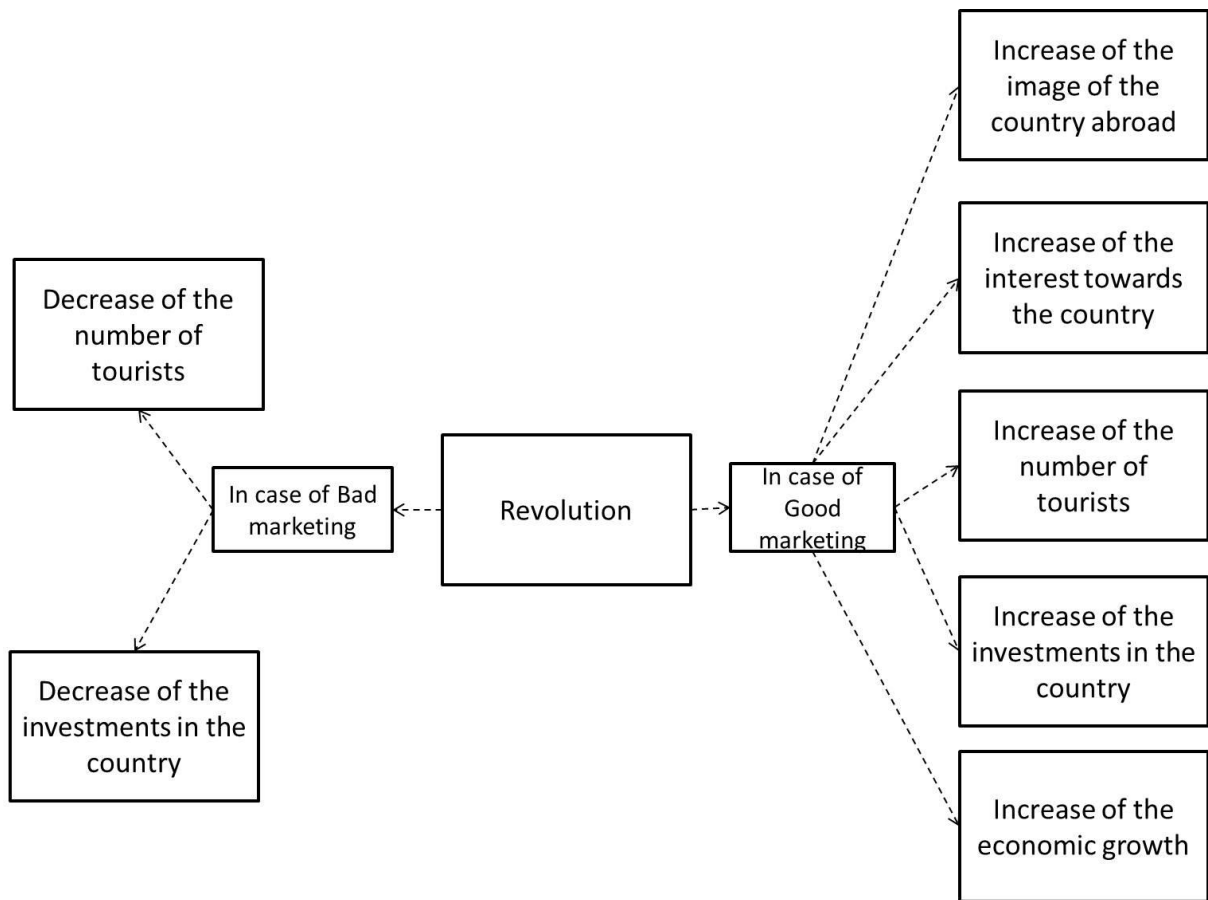 Increase of the
image of the
country abroad
Increase of the
interest towards
the country
Decrease of the
number of
tourists
Increase of the
number of
tourists
In case of Bad
marketing
Revolution
In case of
Good
marketing
Increase of the
investments in the
country
Decrease of the
investments in the
country
Increase of the
economic growth